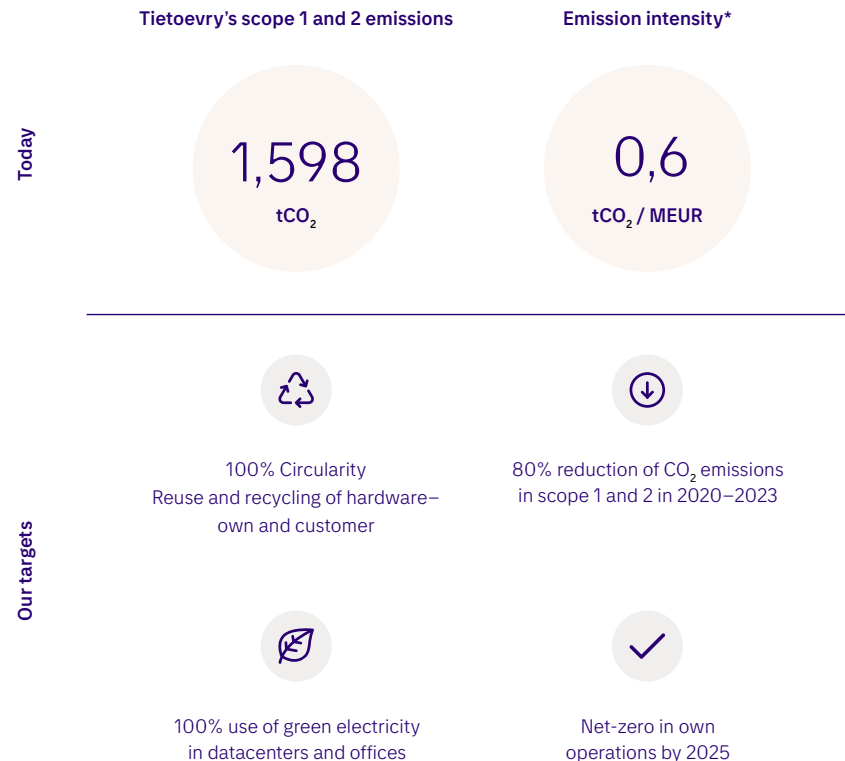 Tietoevry's scope 1 and 2 emissions
Emission intensity*
Today
1,598
tCO₂
0,6
tCO₂ / MEUR
Our targets
100% Circularity
Reuse and recycling of hardware–
own and customer
80% reduction of CO₂ emissions
in scope 1 and 2 in 2020–2023
100% use of green electricity
in datacenters and offices
Net-zero in own
operations by 2025